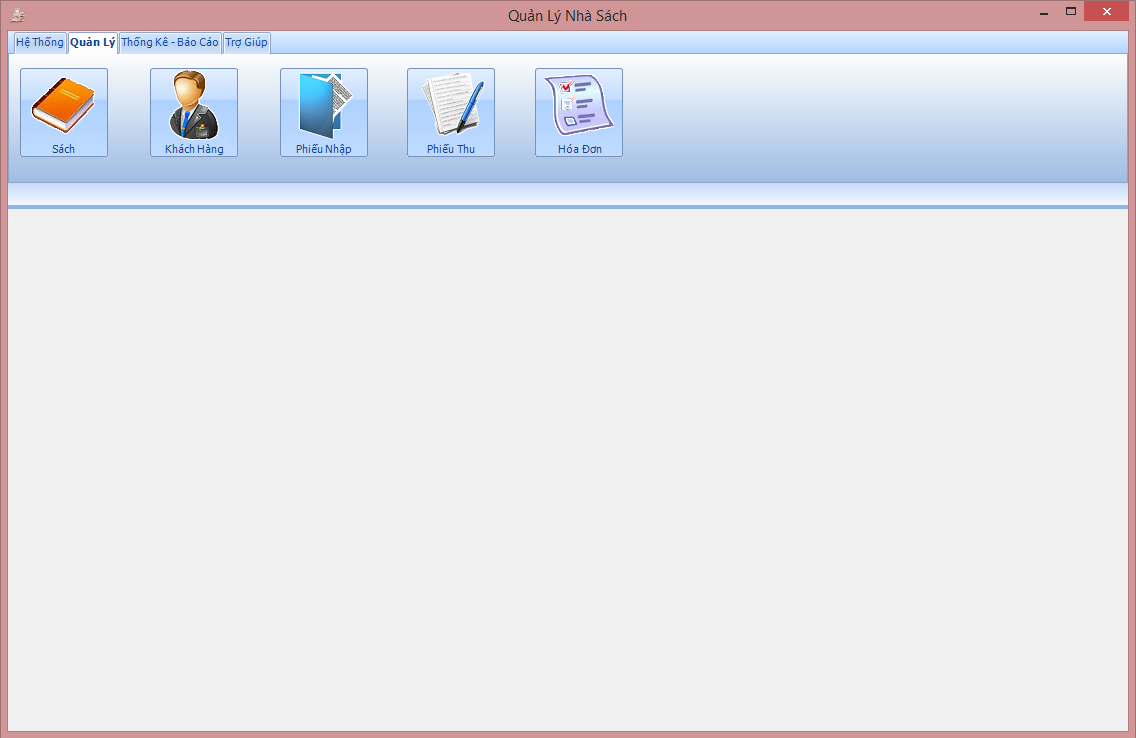 Quản Lý Nhà Sách
Hệ Thống Quản Lý Thống Kê - Báo Cáo Trợ Giúp
Sách Khách Hàng Phiếu Nhập Phiếu Thu Hóa Đơn